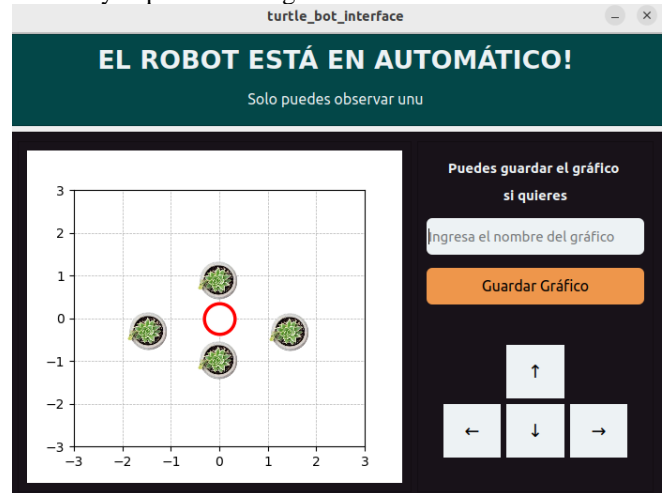 turtle_bot_interface
EL ROBOT ESTÁ EN AUTOMÁTICO!
Solo puedes observar unu
Puedes guardar el gráfico
si quieres
Ingresa el nombre del gráfico
Guardar Gráfico
↑
← ↓ →
3
2
1
0
−1
−2
−3
−3 −2 −1 0 1 2 3